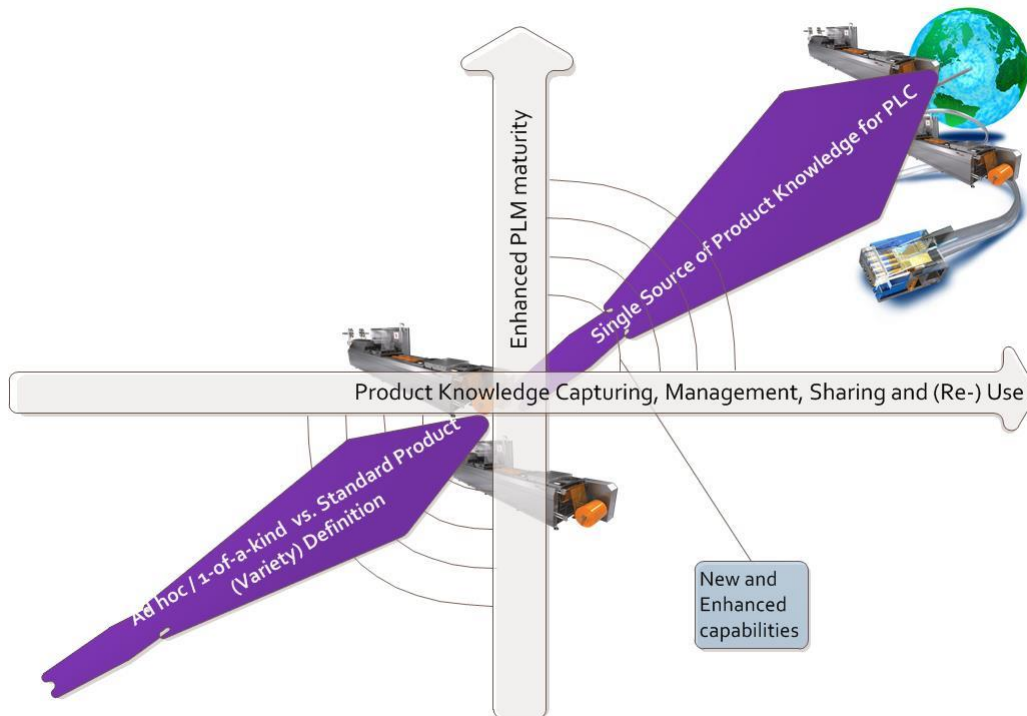 Enhanced PLM maturity
Single Source of Product Knowledge for PLC
Product Knowledge Capturing, Management, Sharing and (Re-) Use
Ad hoc / 1-of-a-kind vs. Standard Product
(Variety) Definition
New and
Enhanced
capabilities